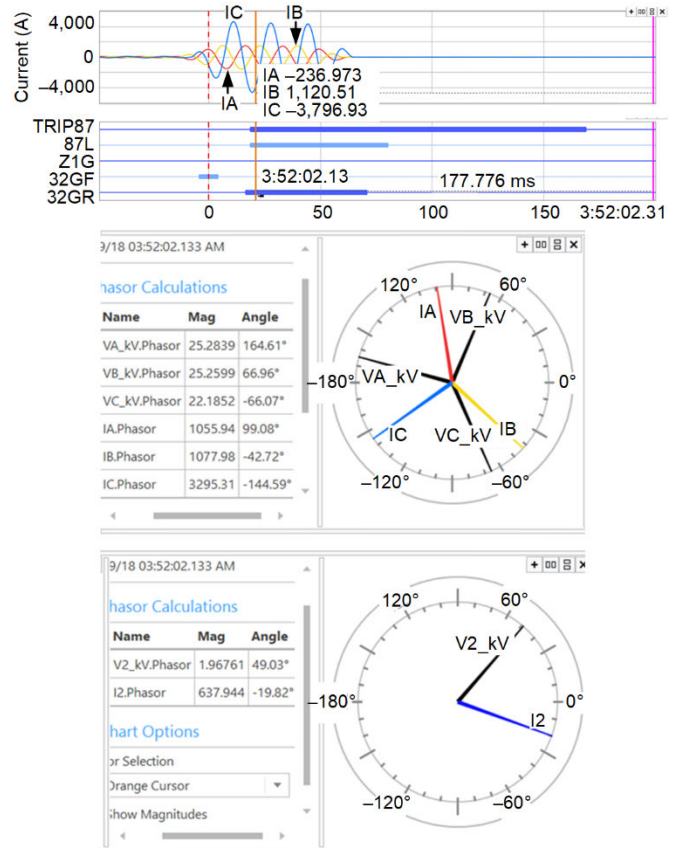 IC IB
4,000
0
–4,000
Current (A)
IA –236.973
IB 1,120.51
IC –3,796.93
IA
TRIP87
87L
Z1G
32GF
32GR
3:52:02.13 177.776 ms
0 50 100 150 3:52:02.31
9/18 03:52:02.133 AM
hasor Calculations
Name Mag Angle
VA_kV.Phasor 25.2839 164.61°
VB_kV.Phasor 25.2599 66.96°
VC_kV.Phasor 22.1852 -66.07°
IA.Phasor 1055.94 99.08°
IB.Phasor 1077.98 -42.72°
IC.Phasor 3295.31 -144.59°
120° 60°
IA VB_kV
–180° VA_kV 0°
IC VC_kV IB
–120° –60°
9/18 03:52:02.133 AM
hasor Calculations
Name Mag Angle
V2_kV.Phasor 1.96761 49.03°
I2.Phasor 637.944 -19.82°
hart Options
or Selection
Orange Cursor
Show Magnitudes
120° 60°
V2_kV
–180° 0°
I2
–120° –60°